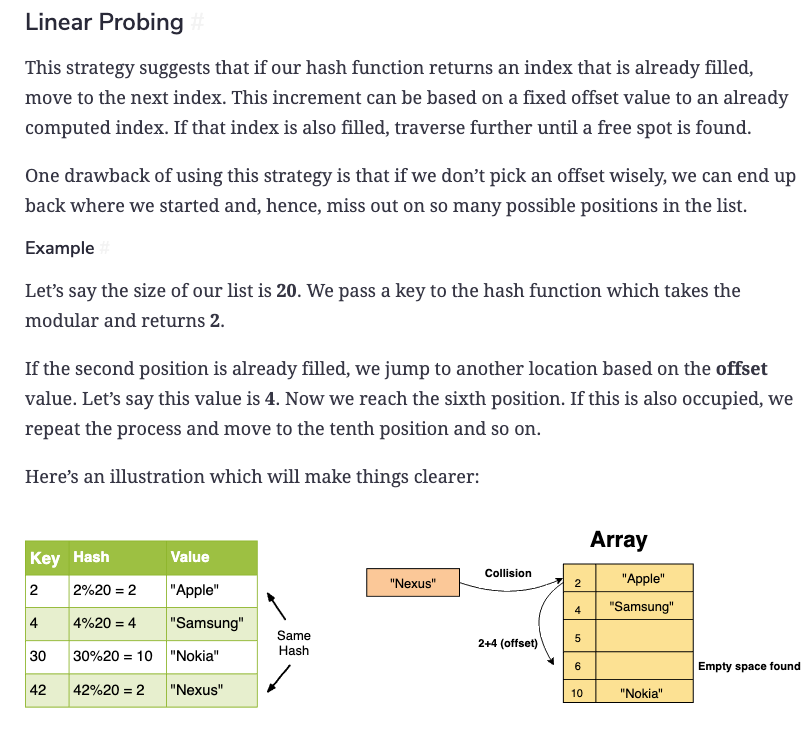 Linear Probing #
This strategy suggests that if our hash function returns an index that is already filled,
move to the next index. This increment can be based on a fixed offset value to an already
computed index. If that index is also filled, traverse further until a free spot is found.
One drawback of using this strategy is that if we don’t pick an offset wisely, we can end up
back where we started and, hence, miss out on so many possible positions in the list.
Example #
Let’s say the size of our list is 20. We pass a key to the hash function which takes the
modular and returns 2.
If the second position is already filled, we jump to another location based on the offset
value. Let’s say this value is 4. Now we reach the sixth position. If this is also occupied, we
repeat the process and move to the tenth position and so on.
Here’s an illustration which will make things clearer:
Key Hash Value
2 2%20 = 2 "Apple"
4 4%20 = 4 "Samsung"
30 30%20 = 10 "Nokia"
42 42%20 = 2 "Nexus"
Same
Hash
Array
"Nexus"
Collision
2+4 (offset)
2 "Apple"
4 "Samsung"
5
6
Empty space found
10 "Nokia"